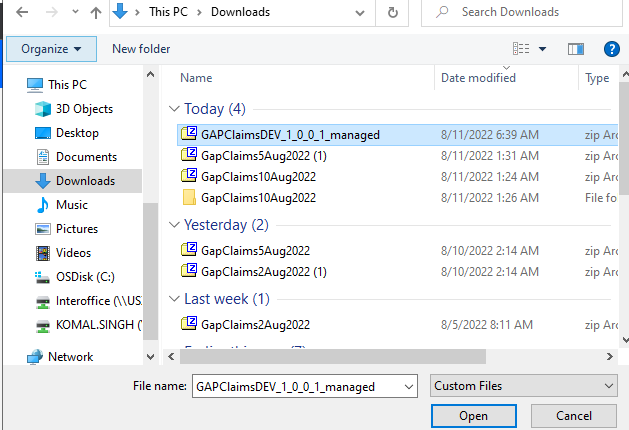 This PC > Downloads
Search Downloads
Organize
New folder
?
Name
Date modified
Type
This PC
3D Objects
Desktop
Documents
Downloads
Music
Pictures
Videos
OSDisk (C:)
Interoffice (\\US
KOMAL.SINGH (
Network
Today (4)
GAPClaimsDEV_1_0_0_1_managed 8/11/2022 6:39 AM zip Arc
GapClaims5Aug2022 (1) 8/11/2022 1:31 AM zip Arc
GapClaims10Aug2022 8/11/2022 1:24 AM zip Arc
GapClaims10Aug2022 8/11/2022 1:26 AM File fo
Yesterday (2)
GapClaims5Aug2022 8/10/2022 2:14 AM zip Arc
GapClaims2Aug2022 (1) 8/10/2022 2:14 AM zip Arc
Last week (1)
GapClaims2Aug2022 8/5/2022 8:11 AM zip Arc
File name: GAPClaimsDEV_1_0_0_1_managed
Custom Files
Open
Cancel